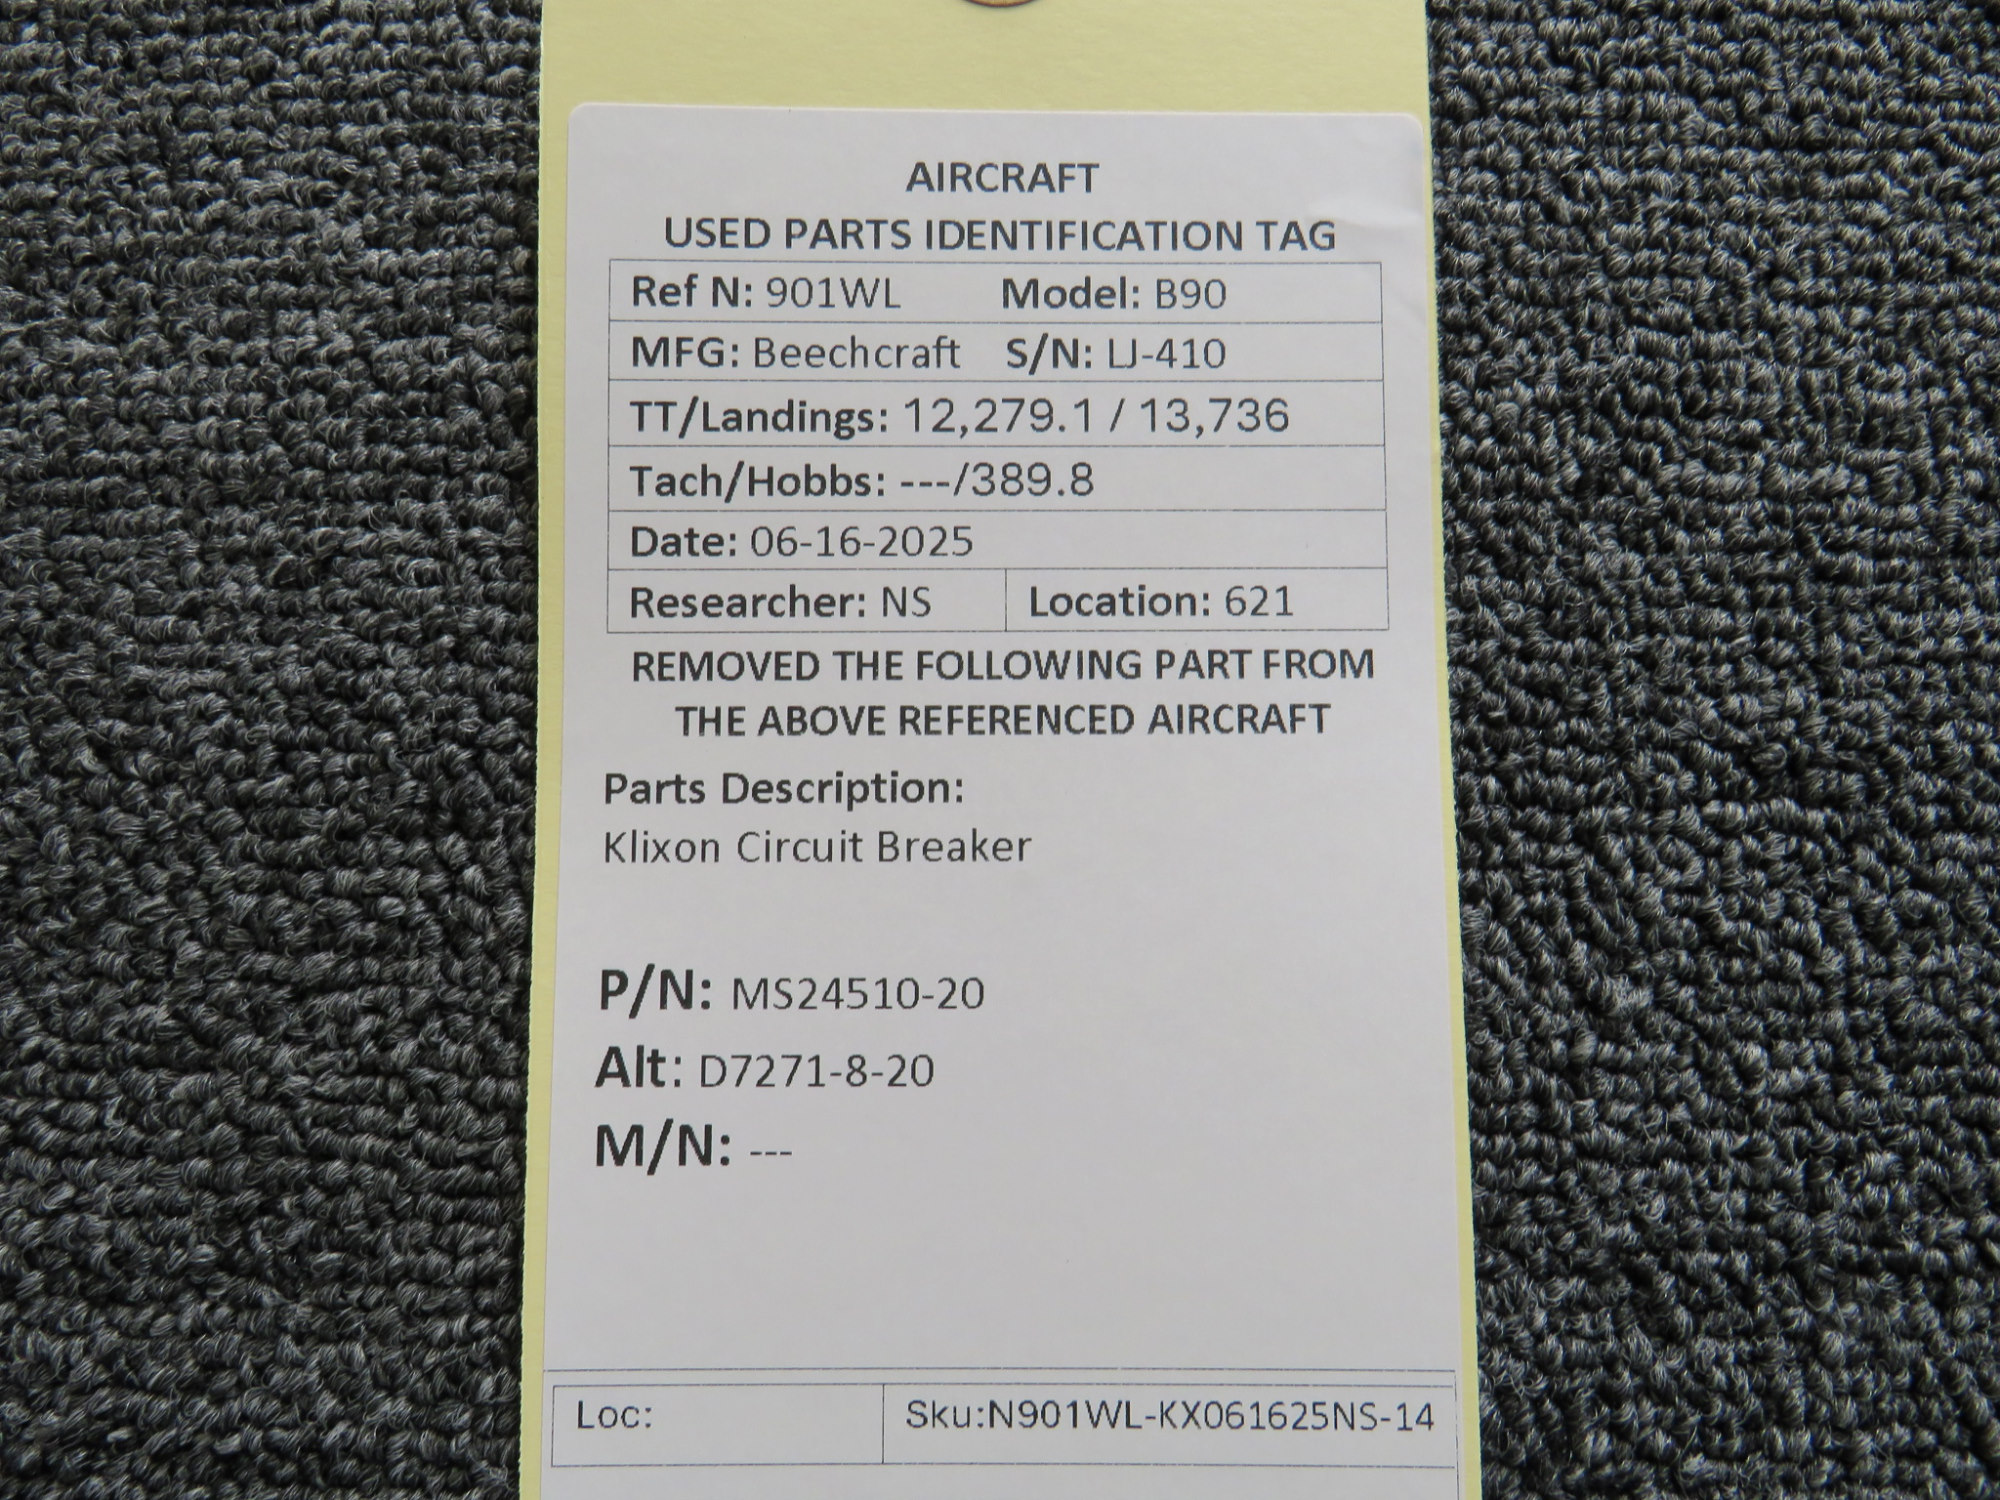 AIRCRAFT
USED PARTS IDENTIFICATION TAG
Ref N: 901WL Model: B90
MFG: Beechcraft S/N: LJ-410
TT/Landings: 12,279.1 / 13,736
Tach/Hobbs: ---/389.8
Date: 06-16-2025
Researcher: NS Location: 621
REMOVED THE FOLLOWING PART FROM
THE ABOVE REFERENCED AIRCRAFT
Parts Description:
Klixon Circuit Breaker
P/N: MS24510-20
Alt: D7271-8-20
M/N: ---
Loc: Sku:N901WL-KX061625NS-14